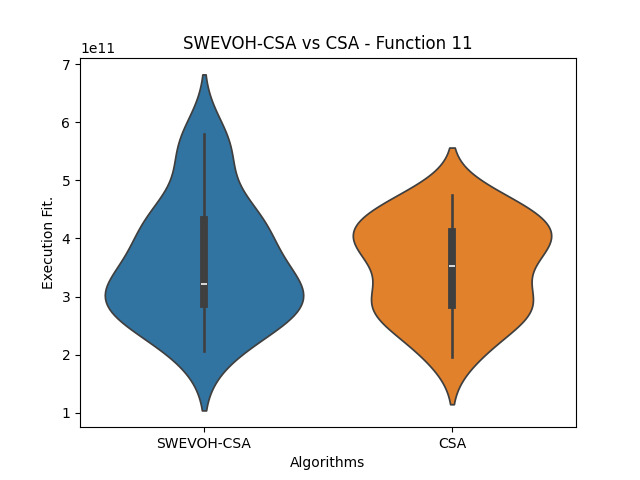 SWEVOH-CSA vs CSA - Function 11
1e11
7
6
5
4
3
2
1
Execution Fit.
SWEVOH-CSA
CSA
Algorithms